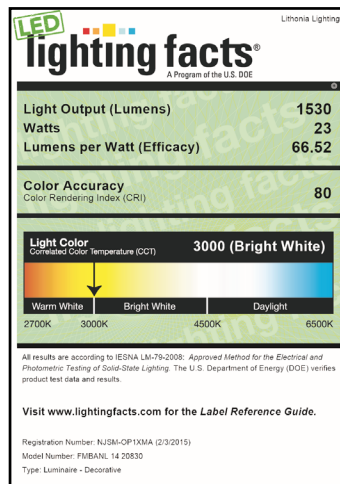 Lithonia Lighting
LED
lighting facts®
A Program of the U.S. DOE
Light Output (Lumens) 1530
Watts 23
Lumens per Watt (Efficacy) 66.52
Color Accuracy
Color Rendering Index (CRI) 80
Light Color
Correlated Color Temperature (CCT) 3000 (Bright White)
Warm White Bright White Daylight
2700K 3000K 4500K 6500K
All results are according to IESNA LM-79-2008: Approved Method for the Electrical and
Photometric Testing of Solid-State Lighting. The U.S. Department of Energy (DOE) verifies
product test data and results.
Visit www.lightingfacts.com for the Label Reference Guide.
Registration Number: NJSM-OP1XMA (2/3/2015)
Model Number: FMBANL 14 20830
Type: Luminaire - Decorative